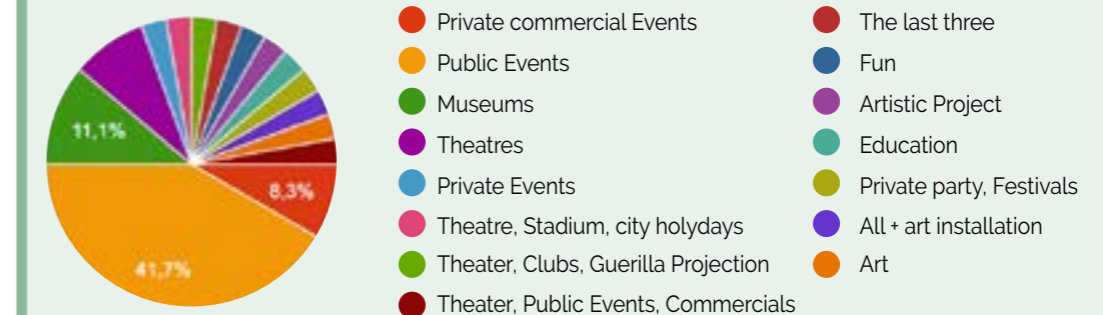 11,1%
8,3%
41,7%
Private commercial Events
Public Events
Museums
Theatres
Private Events
Theatre, Stadium, city holydays
Theater, Clubs, Guerilla Projection
Theater, Public Events, Commercials
The last three
Fun
Artistic Project
Education
Private party, Festivals
All + art installation
Art